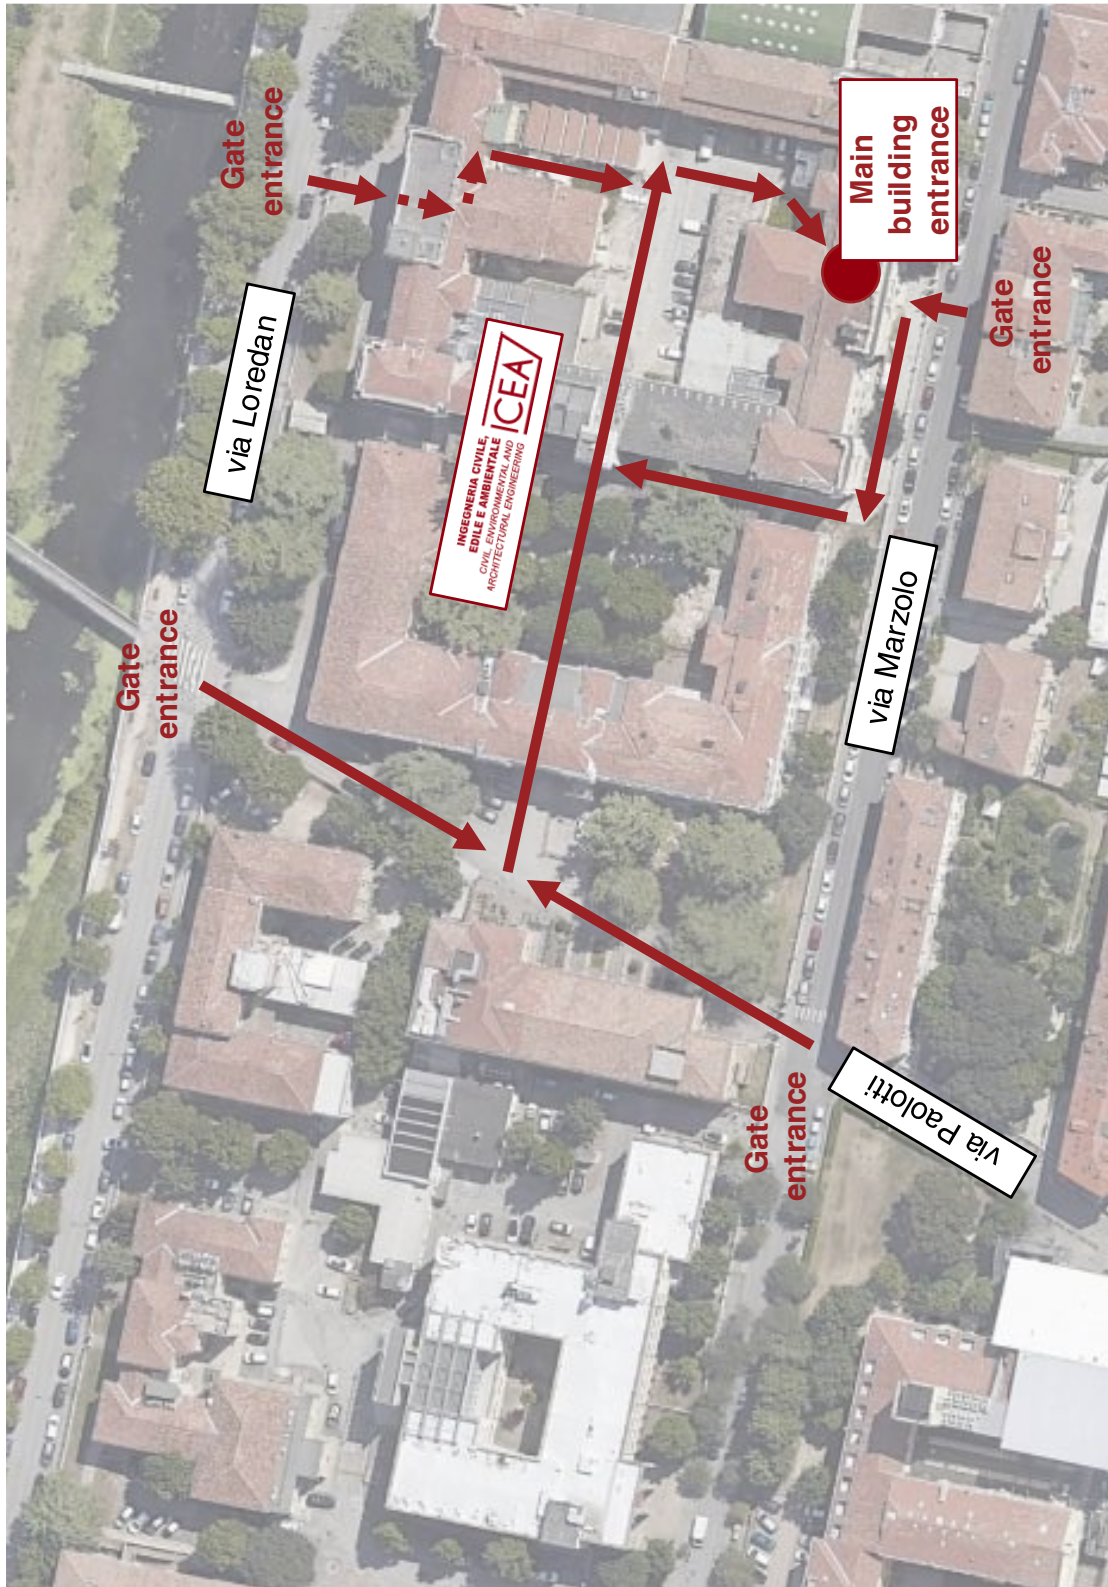 Gate
entrance
Main
building
entrance
Gate
entrance
via Loredan
INGEGNERIA CIVILE,
EDILE E AMBIENTALE
CIVIL, ENVIRONMENTAL AND
ARCHITECTURAL ENGINEERING
ICEA
Gate
entrance
via Marzolo
Gate
entrance
via Paolotti